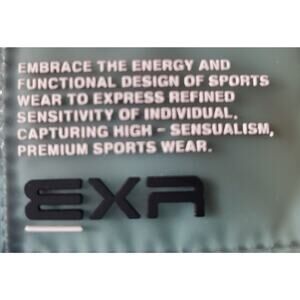 EMBRACE THE ENERGY AND
FUNCTIONAL DESIGN OF SPORTS
WEAR TO EXPRESS REFINED
SENSITIVITY OF INDIVIDUAL.
CAPTURING HIGH - SENSUALISM,
PREMIUM SPORTS WEAR.
EXR